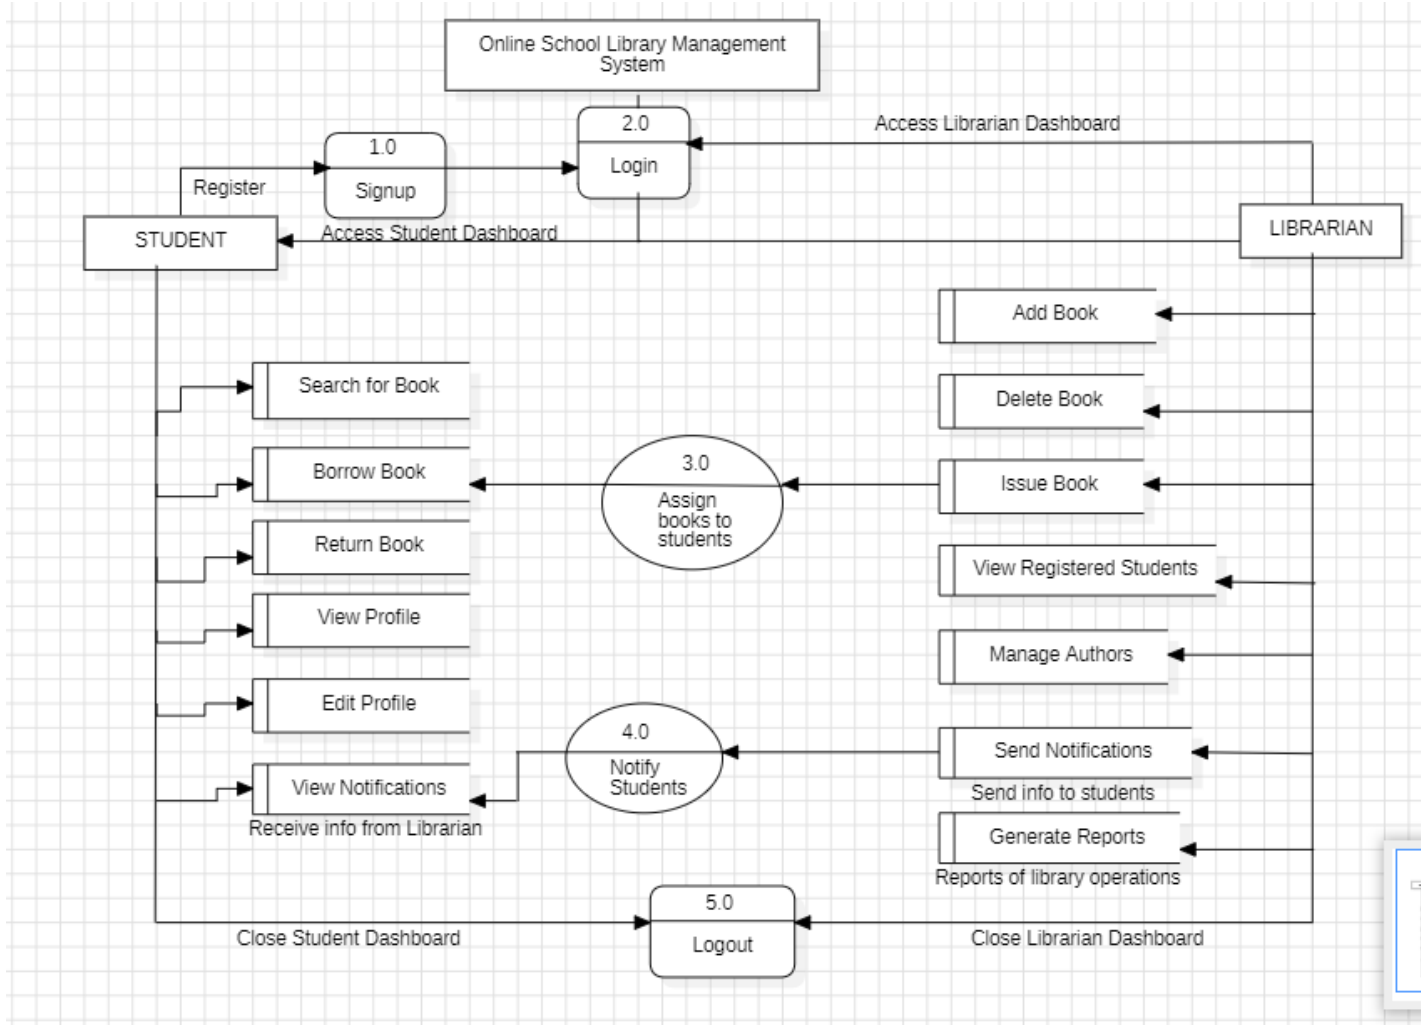 Online School Library Management
System
2.0
Login
Access Librarian Dashboard
1.0
Signup
Register
STUDENT
Access Student Dashboard
LIBRARIAN
Add Book
Search for Book
Delete Book
Borrow Book
3.0
Assign
books to
students
Issue Book
Return Book
View Registered Students
View Profile
Manage Authors
Edit Profile
4.0
Notify
Students
Send Notifications
Send info to students
View Notifications
Receive info from Librarian
Generate Reports
Reports of library operations
5.0
Logout
Close Student Dashboard
Close Librarian Dashboard